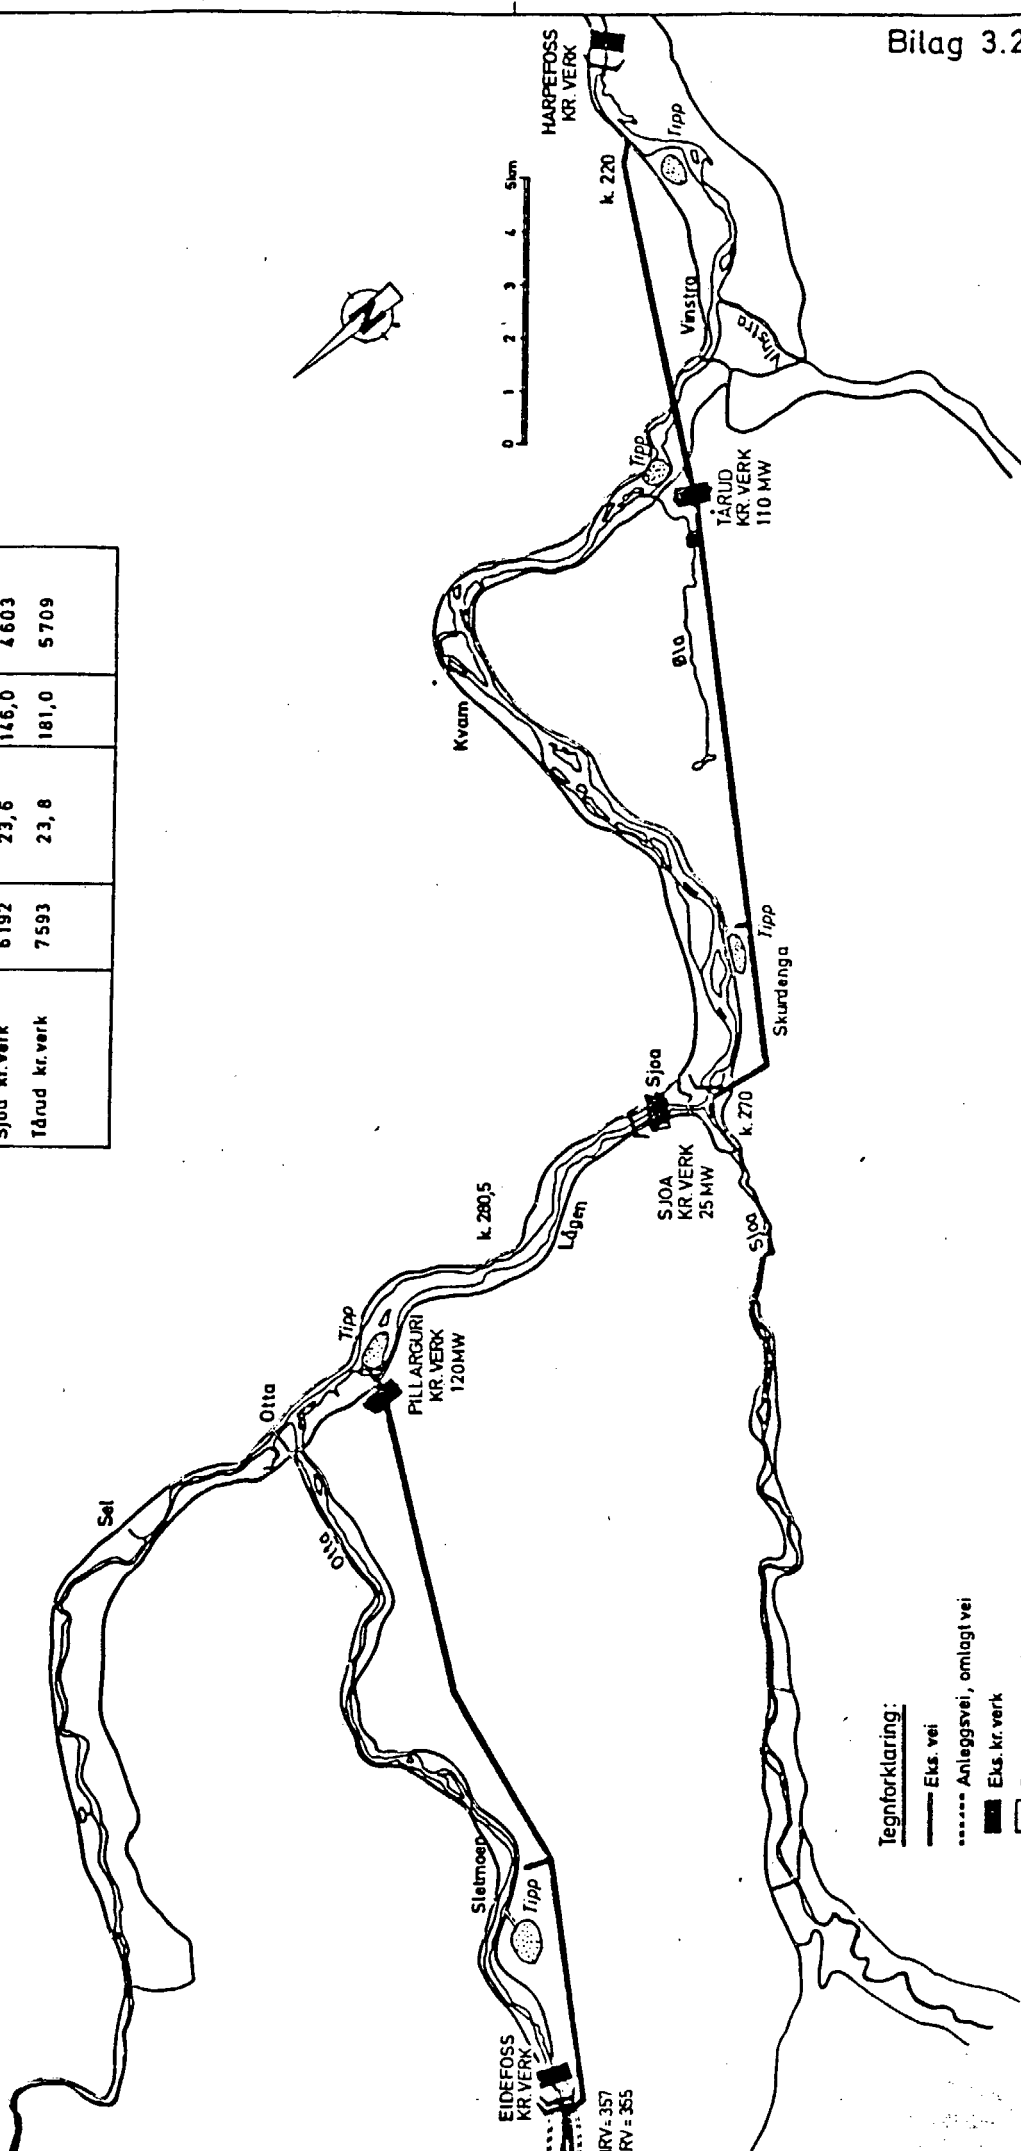 Bilag 3.2
HARPEFOSS
KR. VERK
Tipp
k. 220
0 1 2 3 4 5km
N
Vinstra
Vinstra
Tipp
TÅRUD
KR. VERK
110 MW
Kvam
Tipp
Skurdenga
Sjoa
k. 270
SJOA
KR. VERK
25 MW
Sjoa
k. 280,5
Lågen
Tipp
PILLARGURI
KR. VERK
120MW
Otta
Otta
Sel
Sletmoen
Tipp
EIDEFOSS
KR. VERK
HRV = 357
LRV = 355
Sjoa kr.verk 6192 23,6 146,0 4603
Tårud kr.verk 7593 23,8 181,0 5709
Tegnforklaring:
Eks. vei
Anleggsvei, omlagt vei
Eks. kr. verk